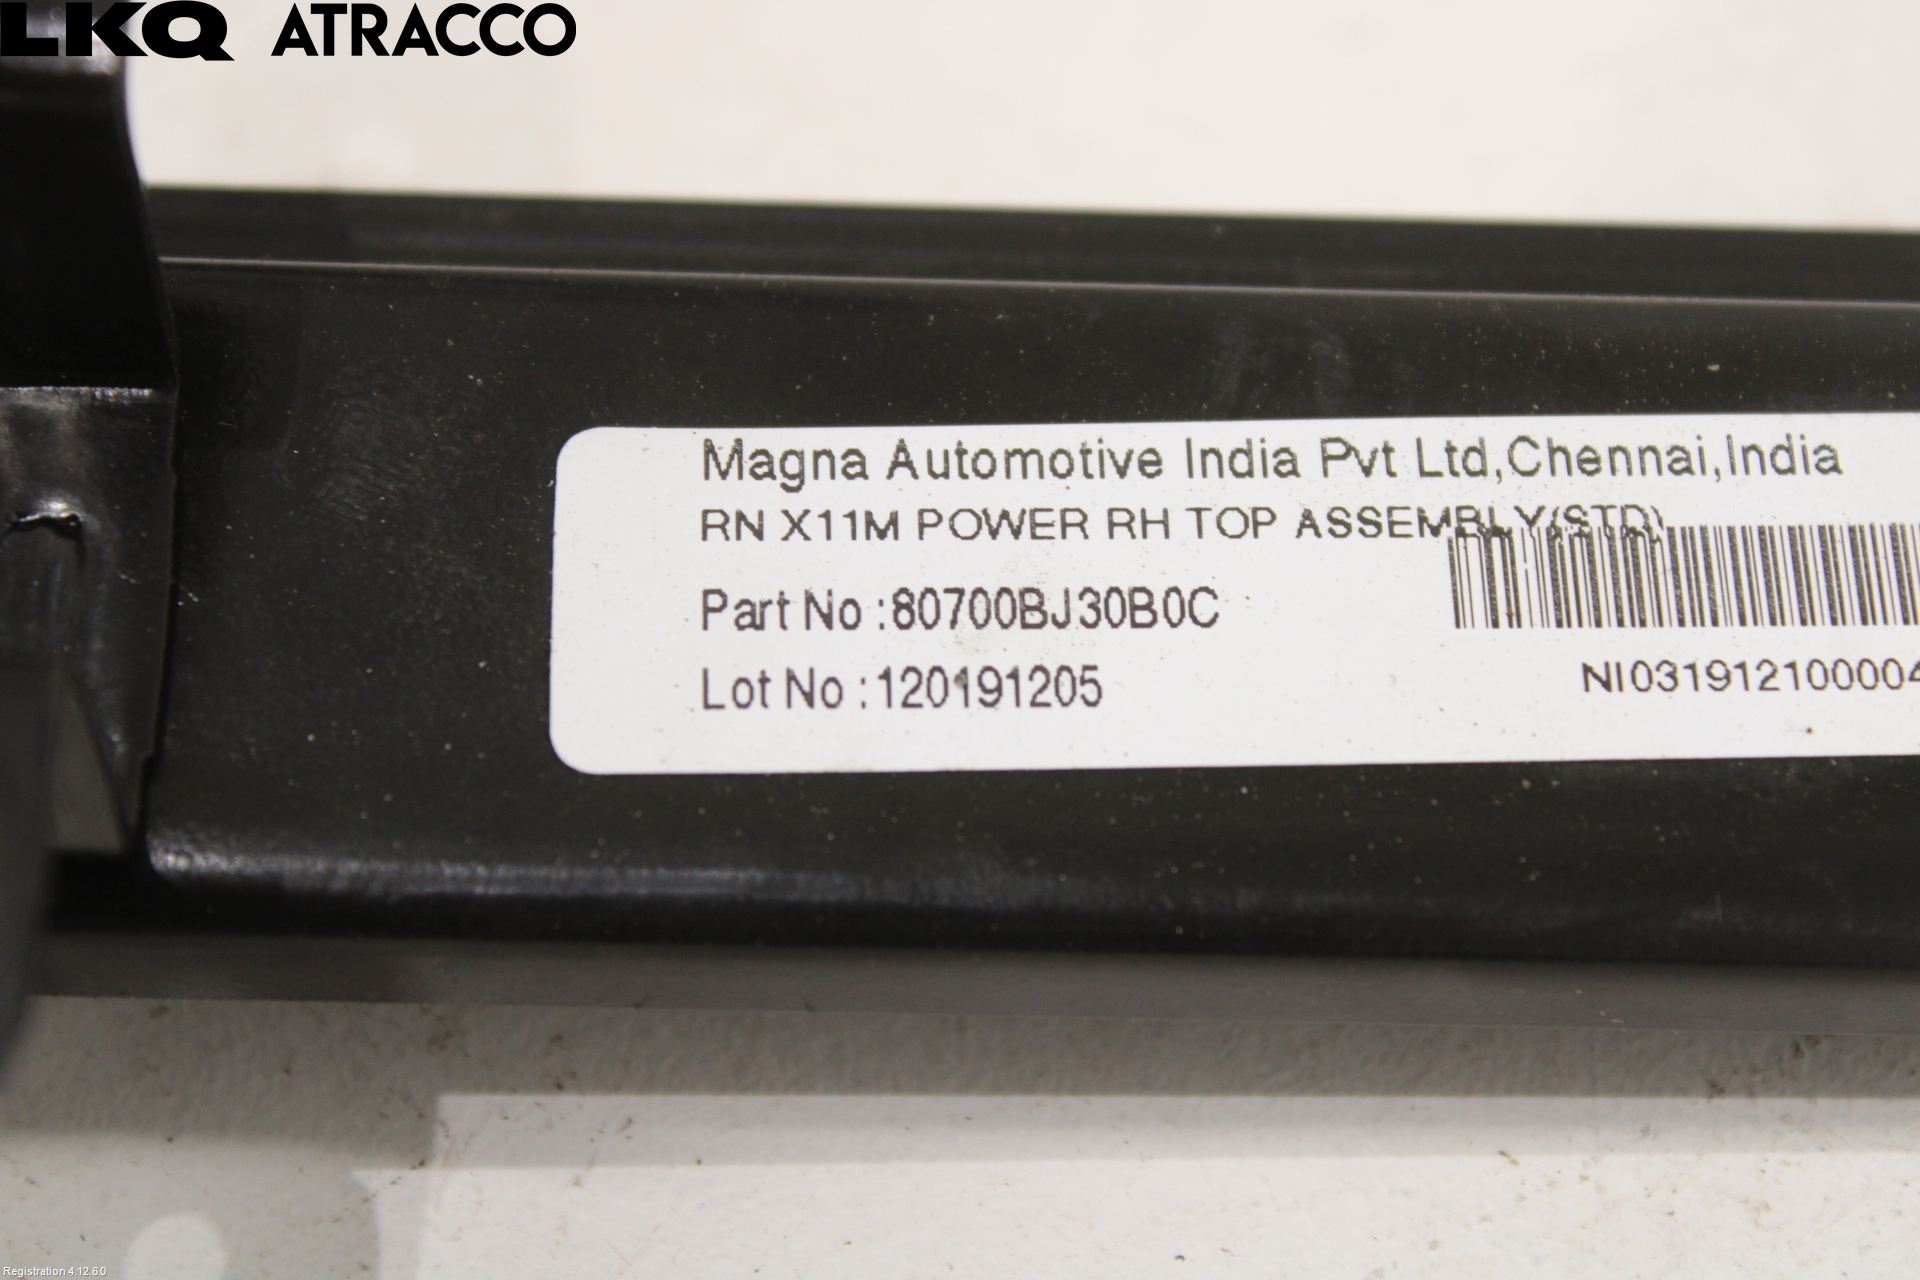 LKQ ATRACCO
Magna Automotive India Pvt Ltd,Chennai,India
RN X11M POWER RH TOP ASSEMBLY(STD)
Part No :80700BJ30B0C
Lot No :120191205
NI031912100004
Registration 4.12.6.0